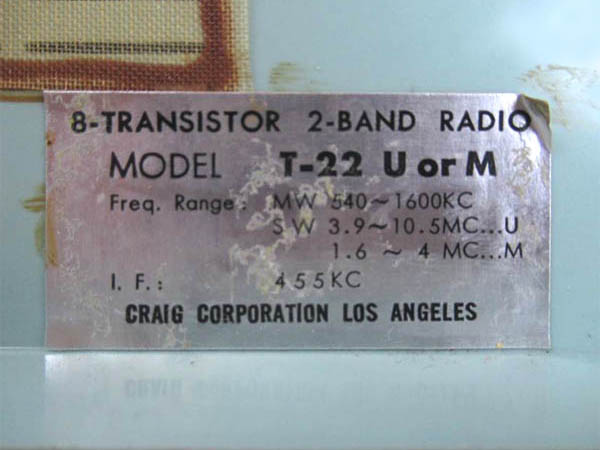 8-TRANSISTOR 2-BAND RADIO
MODEL T-22 U or M
Freq. Range: MW 540~1600KC
SW 3.9~10.5MC...U
1.6 ~ 4 MC...M
I. F.: 455KC
CRAIG CORPORATION LOS ANGELES